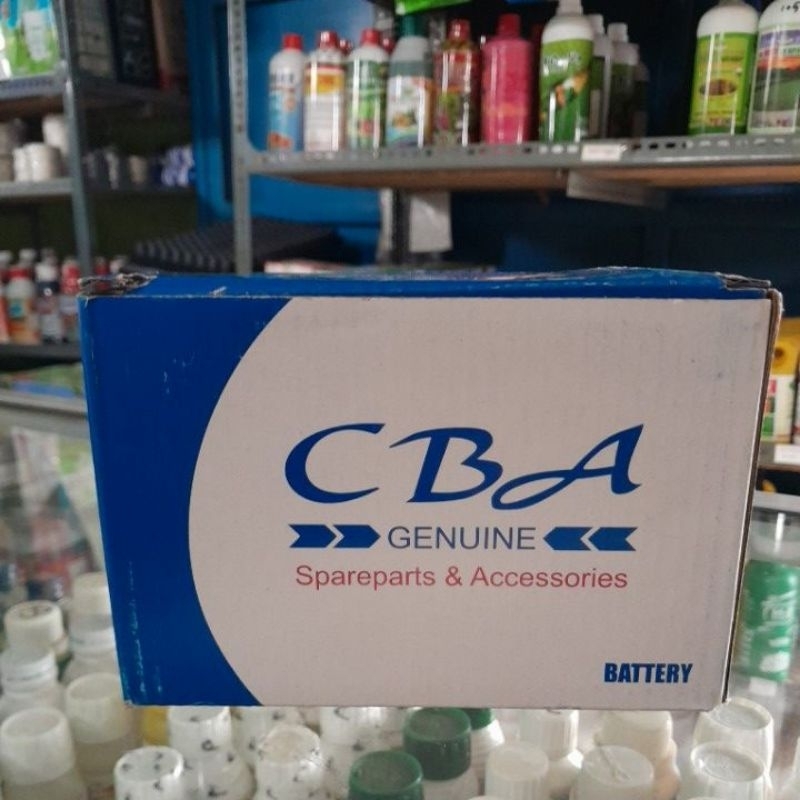 CBA
GENUINE
Spareparts & Accessories
BATTERY